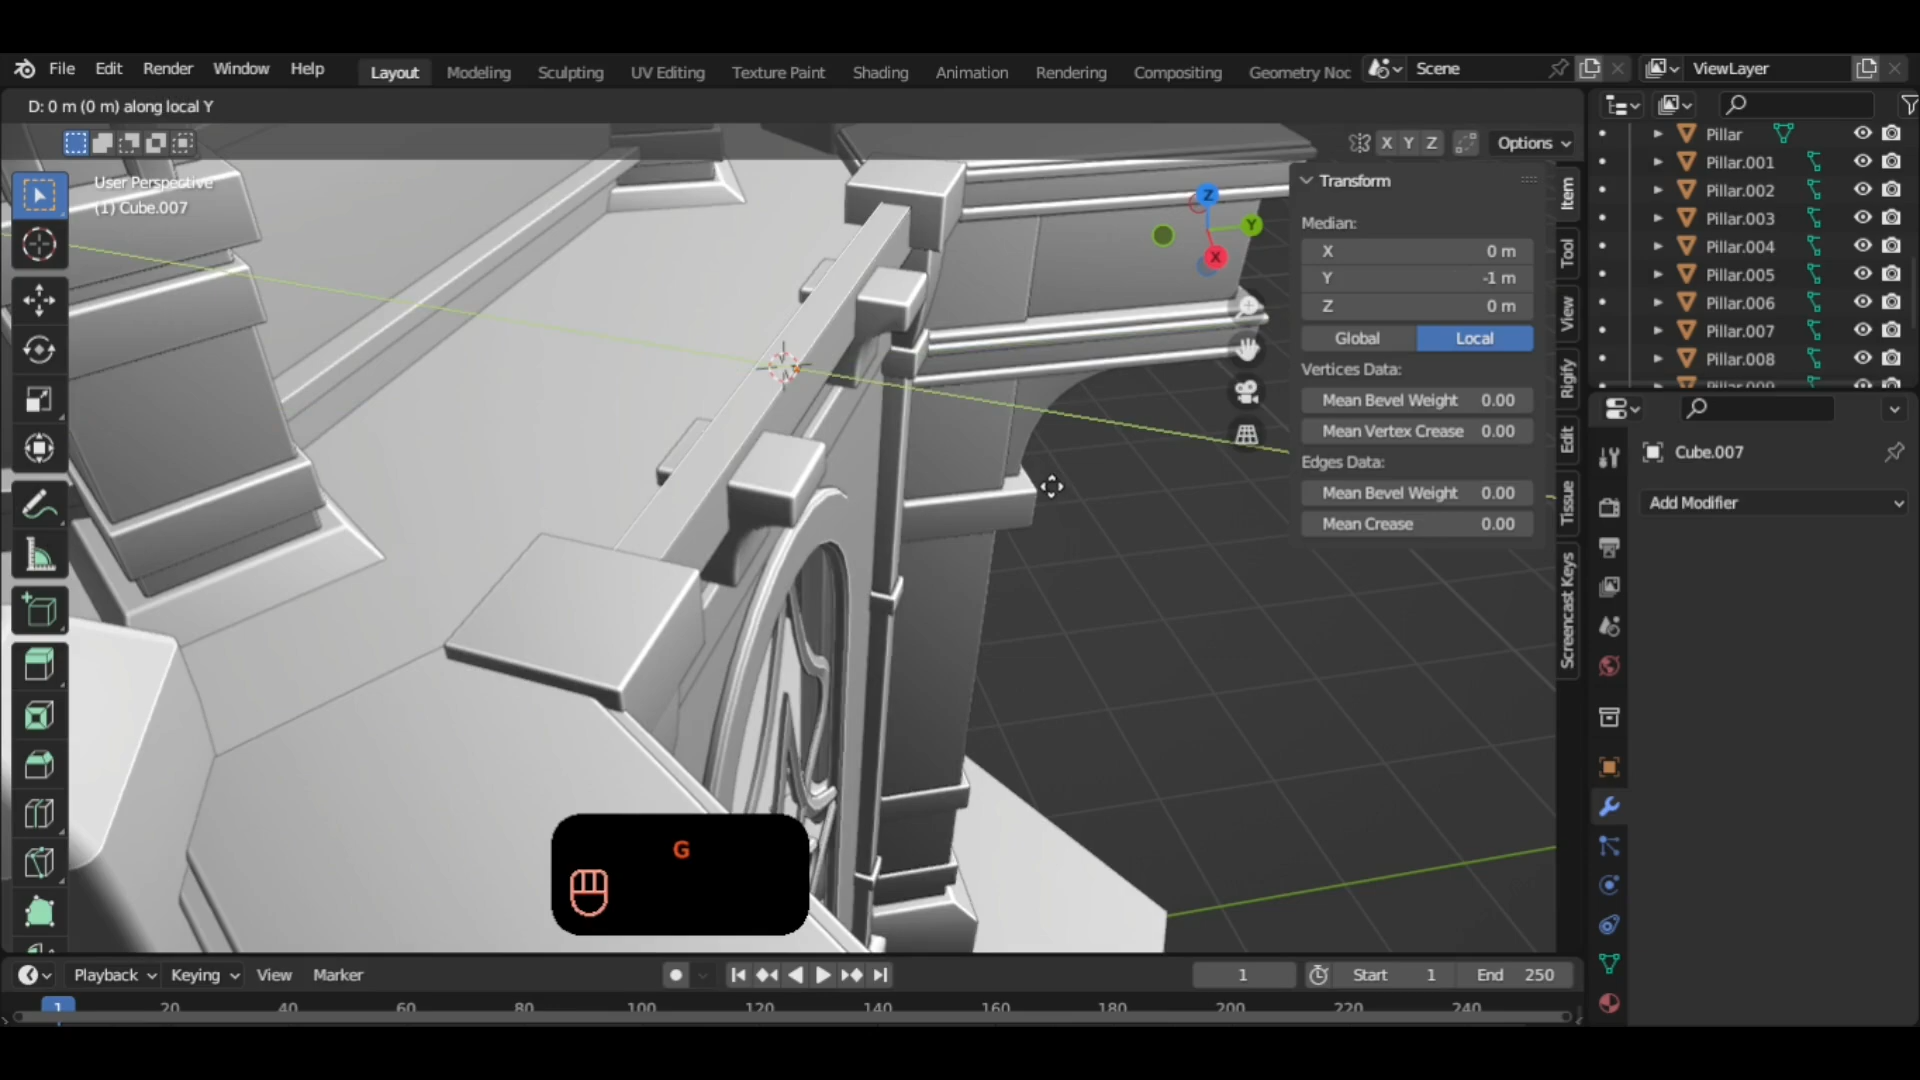 File Edit Render Window Help Layout Modeling Sculpting UV Editing Texture Paint Shading Animation Rendering Compositing Geometry Noc Scene ViewLayer
D: 0 m (0 m) along local Y
X Y Z Options
User Perspective
(1) Cube.007
Z
Y
X
Transform
Median:
X 0 m
Y -1 m
Z 0 m
Global Local
Vertices Data:
Mean Bevel Weight 0.00
Mean Vertex Crease 0.00
Edges Data:
Mean Bevel Weight 0.00
Mean Crease 0.00
Item
Tool
View
Rigify
Edit
Tissue
Screencast Keys
Pillar
Pillar.001
Pillar.002
Pillar.003
Pillar.004
Pillar.005
Pillar.006
Pillar.007
Pillar.008
Pillar.009
Cube.007
Add Modifier
G
Playback Keying View Marker 1 Start 1 End 250
1 20 40 60 80 100 120 140 160 180 200 220 240